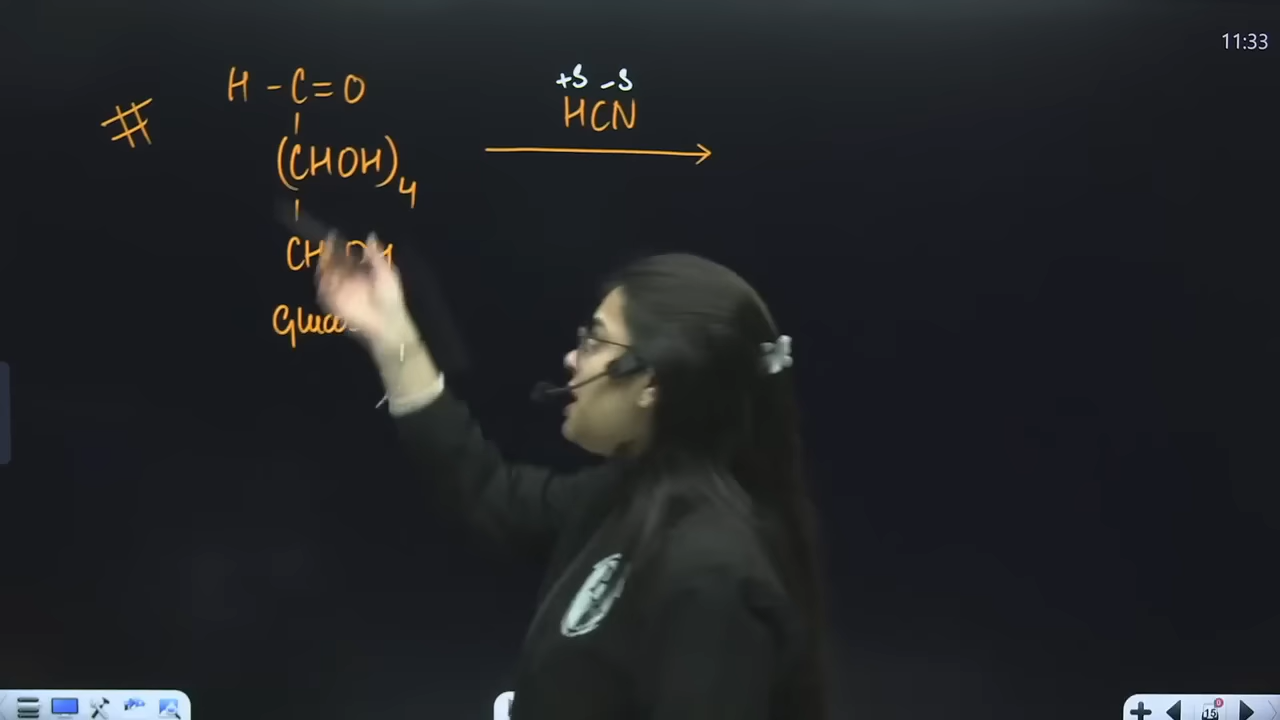 11:33
+δ -δ
# H - C = O
HCN
(CHOH)4